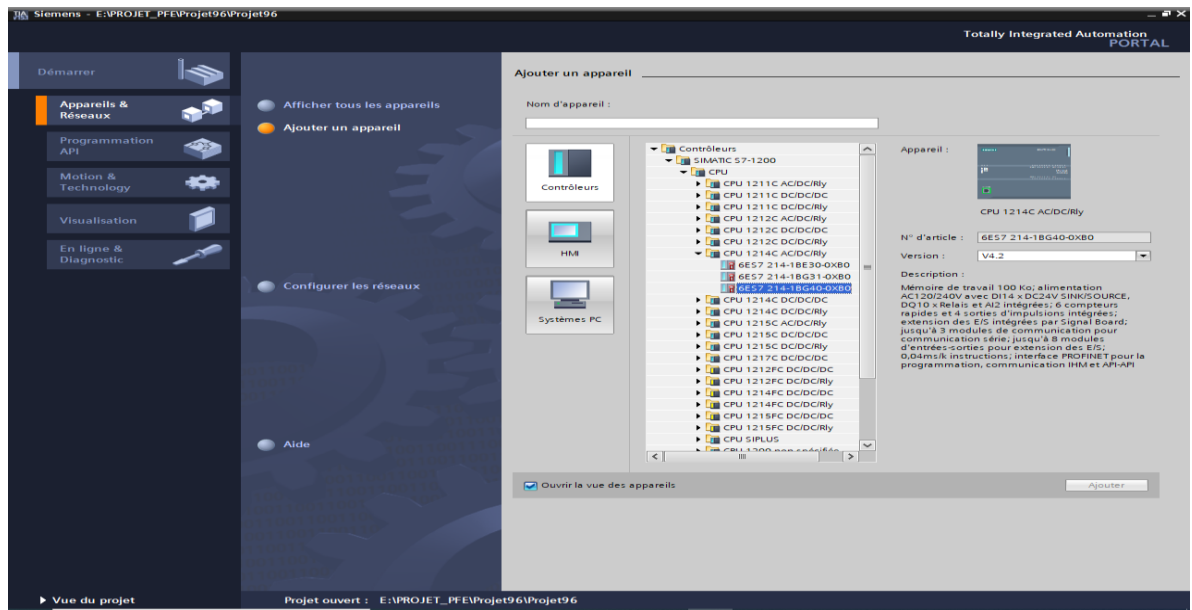 Siemens - E:\PROJET_PFE\Projet96\Projet96
Totally Integrated Automation
PORTAL
Démarrer
Appareils &
Réseaux
Programmation
API
Motion &
Technology
Visualisation
En ligne &
Diagnostic
Vue du projet
Afficher tous les appareils
Ajouter un appareil
Configurer les réseaux
Aide
Ajouter un appareil
Nom d'appareil :
Contrôleurs
HMI
Systèmes PC
Contrôleurs
SIMATIC S7-1200
CPU
CPU 1211C AC/DC/Rly
CPU 1211C DC/DC/DC
CPU 1211C DC/DC/Rly
CPU 1212C AC/DC/Rly
CPU 1212C DC/DC/DC
CPU 1212C DC/DC/Rly
CPU 1214C AC/DC/Rly
6ES7 214-1BE30-0XB0
6ES7 214-1BG31-0XB0
6ES7 214-1BG40-0XB0
CPU 1214C DC/DC/DC
CPU 1214C DC/DC/Rly
CPU 1215C AC/DC/Rly
CPU 1215C DC/DC/DC
CPU 1215C DC/DC/Rly
CPU 1217C DC/DC/DC
CPU 1212FC DC/DC/DC
CPU 1212FC DC/DC/Rly
CPU 1214FC DC/DC/DC
CPU 1214FC DC/DC/Rly
CPU 1215FC DC/DC/DC
CPU 1215FC DC/DC/Rly
CPU SIPLUS
CPU 1200 non spécifiée
Appareil :
CPU 1214C AC/DC/Rly
N° d'article :
6ES7 214-1BG40-0XB0
Version :
V4.2
Description :
Mémoire de travail 100 Ko; alimentation
AC120/240V avec DI14 x DC24V SINK/SOURCE,
DQ10 x Relais et AI2 intégrées; 6 compteurs
rapides et 4 sorties d'impulsions intégrées;
extension des E/S intégrées par Signal Board;
jusqu'à 3 modules de communication pour
communication série; jusqu'à 8 modules
d'entrées-sorties pour extension des E/S;
0,04ms/k instructions; interface PROFINET pour la
programmation, communication IHM et API-API
Ouvrir la vue des appareils
Ajouter
Projet ouvert : E:\PROJET_PFE\Projet96\Projet96